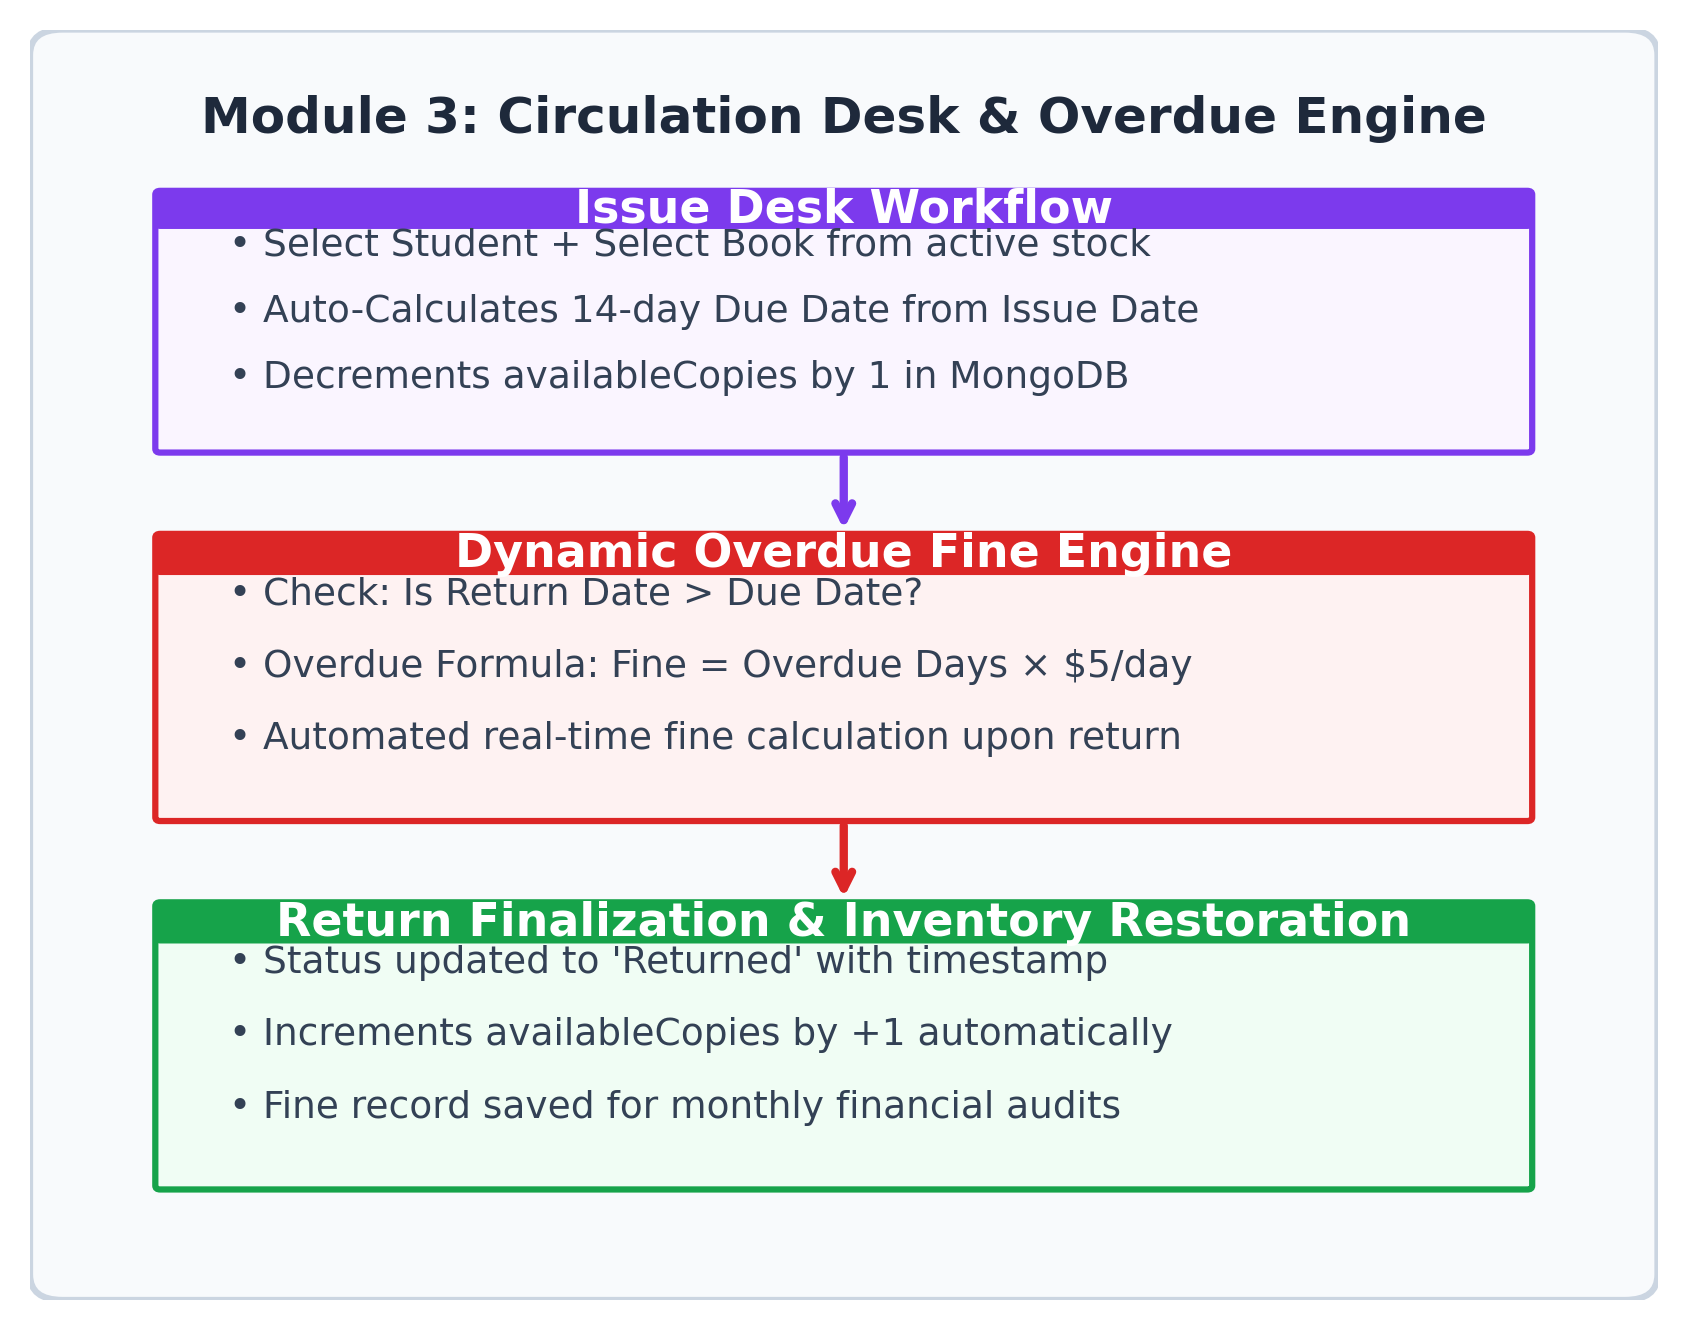 Module 3: Circulation Desk & Overdue Engine
Issue Desk Workflow
• Select Student + Select Book from active stock
• Auto-Calculates 14-day Due Date from Issue Date
• Decrements availableCopies by 1 in MongoDB
Dynamic Overdue Fine Engine
• Check: Is Return Date > Due Date?
• Overdue Formula: Fine = Overdue Days × $5/day
• Automated real-time fine calculation upon return
Return Finalization & Inventory Restoration
• Status updated to 'Returned' with timestamp
• Increments availableCopies by +1 automatically
• Fine record saved for monthly financial audits